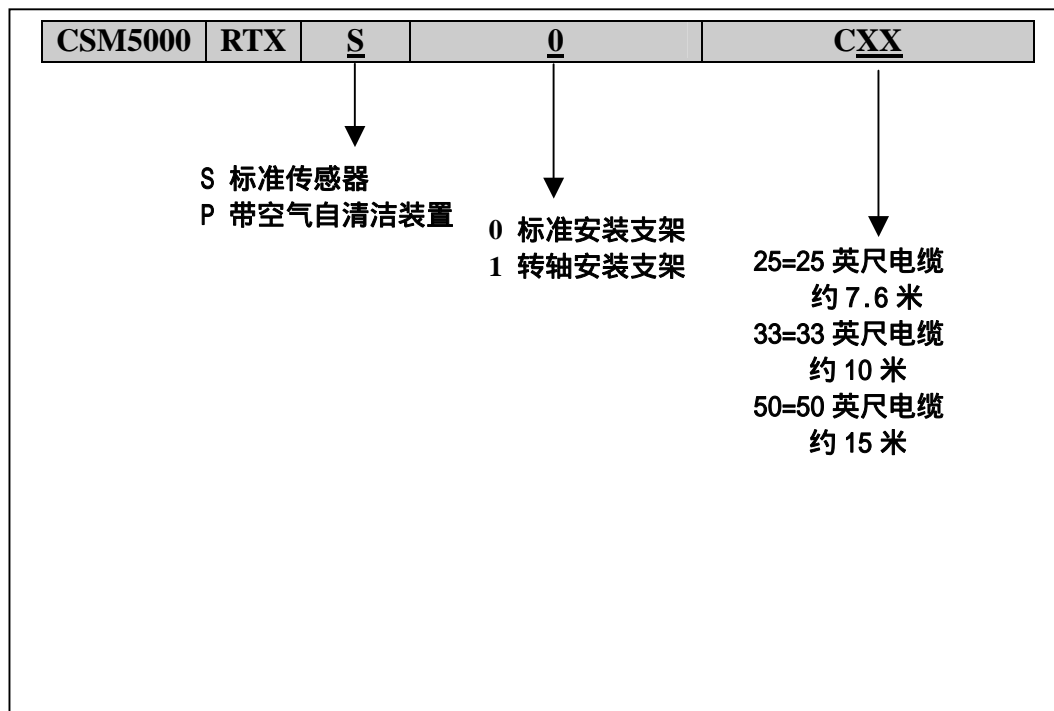 CSM5000 RTX S 0 CXX
S 标准传感器
P 带空气自清洁装置
0 标准安装支架
1 转轴安装支架
25=25 英尺电缆
约 7.6 米
33=33 英尺电缆
约 10 米
50=50 英尺电缆
约 15 米